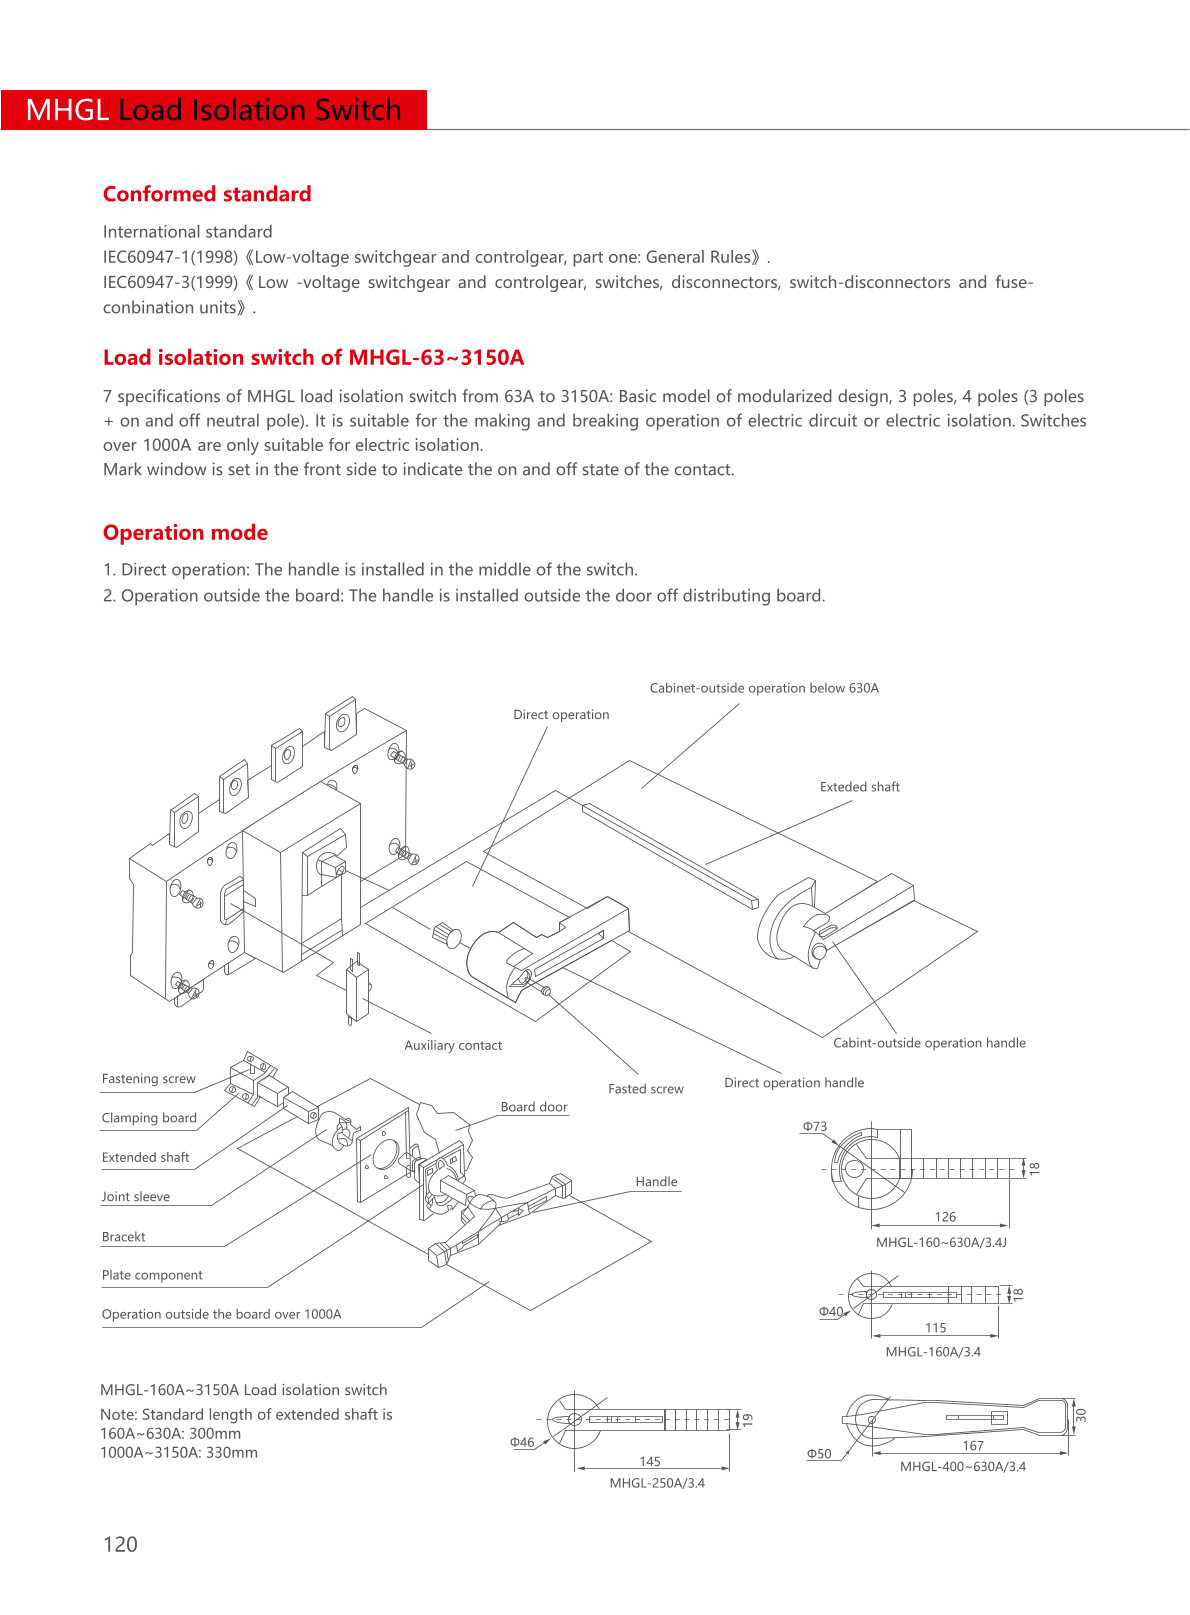 MHGL Load Isolation Switch
Conformed standard
International standard
IEC60947-1(1998)《Low-voltage switchgear and controlgear, part one: General Rules》.
IEC60947-3(1999)《Low -voltage switchgear and controlgear, switches, disconnectors, switch-disconnectors and fuse-
conbination units》.
Load isolation switch of MHGL-63~3150A
7 specifications of MHGL load isolation switch from 63A to 3150A: Basic model of modularized design, 3 poles, 4 poles (3 poles
+ on and off neutral pole). It is suitable for the making and breaking operation of electric dircuit or electric isolation. Switches
over 1000A are only suitable for electric isolation.
Mark window is set in the front side to indicate the on and off state of the contact.
Operation mode
1. Direct operation: The handle is installed in the middle of the switch.
2. Operation outside the board: The handle is installed outside the door off distributing board.
Cabinet-outside operation below 630A
Direct operation
Exteded shaft
Auxiliary contact
Cabint-outside operation handle
Fasted screw
Direct operation handle
Fastening screw
Clamping board
Extended shaft
Joint sleeve
Bracekt
Plate component
Operation outside the board over 1000A
Board door
Handle
Φ73
18
126
MHGL-160~630A/3.4J
Φ40
18
115
MHGL-160A/3.4
MHGL-160A~3150A Load isolation switch
Note: Standard length of extended shaft is
160A~630A: 300mm
1000A~3150A: 330mm
Φ46
19
145
MHGL-250A/3.4
Φ50
30
167
MHGL-400~630A/3.4
120